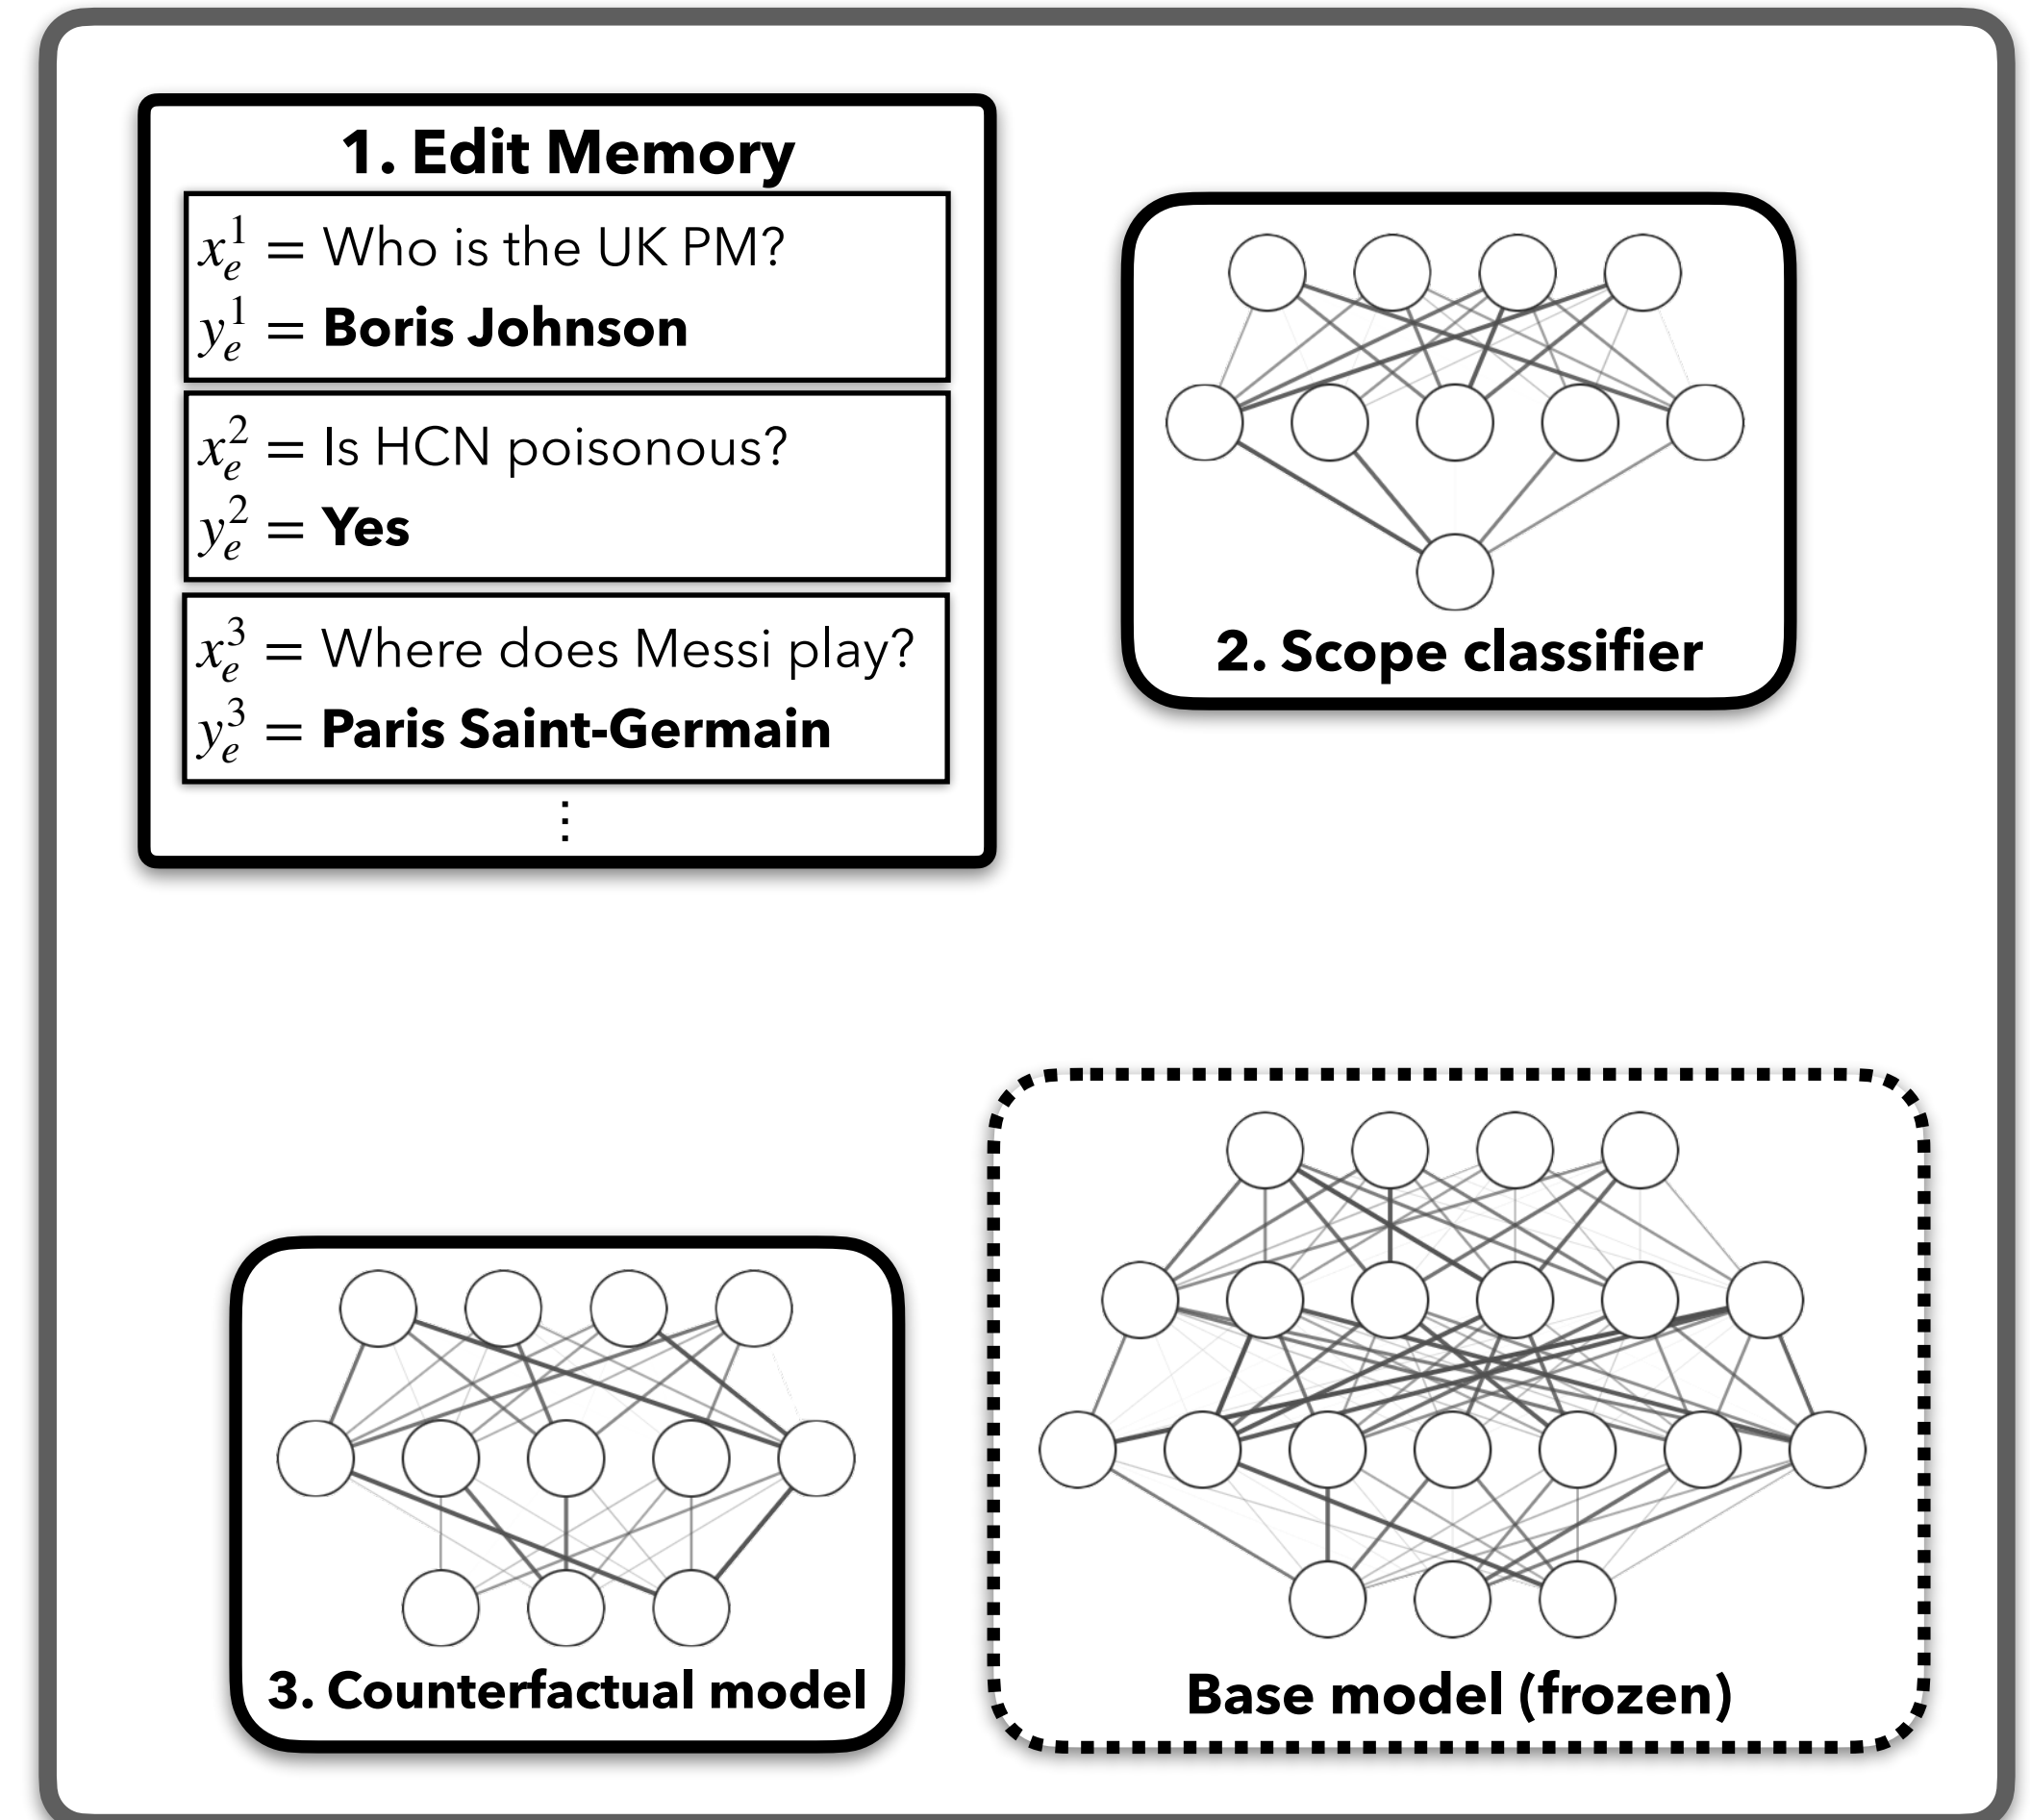 1. Edit Memory
x_e^1 = Who is the UK PM?
y_e^1 = Boris Johnson
x_e^2 = Is HCN poisonous?
y_e^2 = Yes
x_e^3 = Where does Messi play?
y_e^3 = Paris Saint-Germain
⋮
2. Scope classifier
3. Counterfactual model
Base model (frozen)